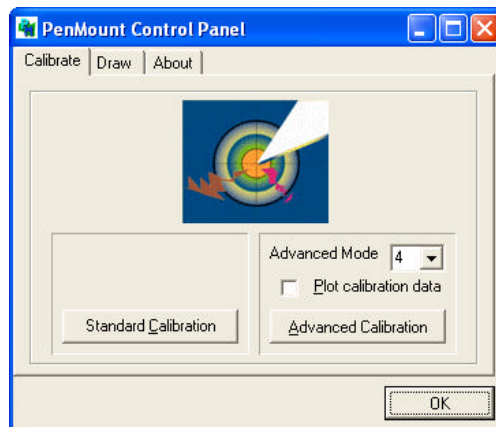 PenMount Control Panel
Calibrate Draw About
Advanced Mode 4
Plot calibration data
Standard Calibration Advanced Calibration
OK